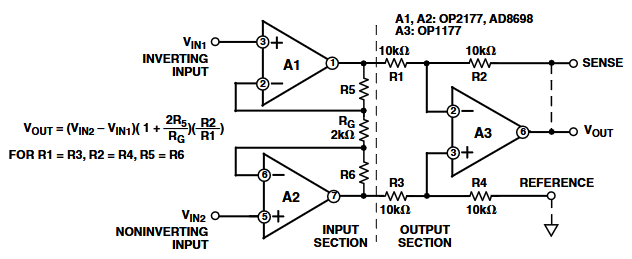 A1, A2: OP2177, AD8698
A3: OP1177
VIN1
INVERTING
INPUT
3
+
A1
1
2
–
10kΩ
R1
10kΩ
R2
SENSE
R5
RG
2kΩ
VOUT = (VIN2 – VIN1)( 1 + 2R5/RG )( R2/R1 )
FOR R1 = R3, R2 = R4, R5 = R6
2
–
A3
6
VOUT
3
+
6
–
R6
A2
7
R3
10kΩ
R4
10kΩ
REFERENCE
VIN2
NONINVERTING
INPUT
5
+
INPUT
SECTION
OUTPUT
SECTION